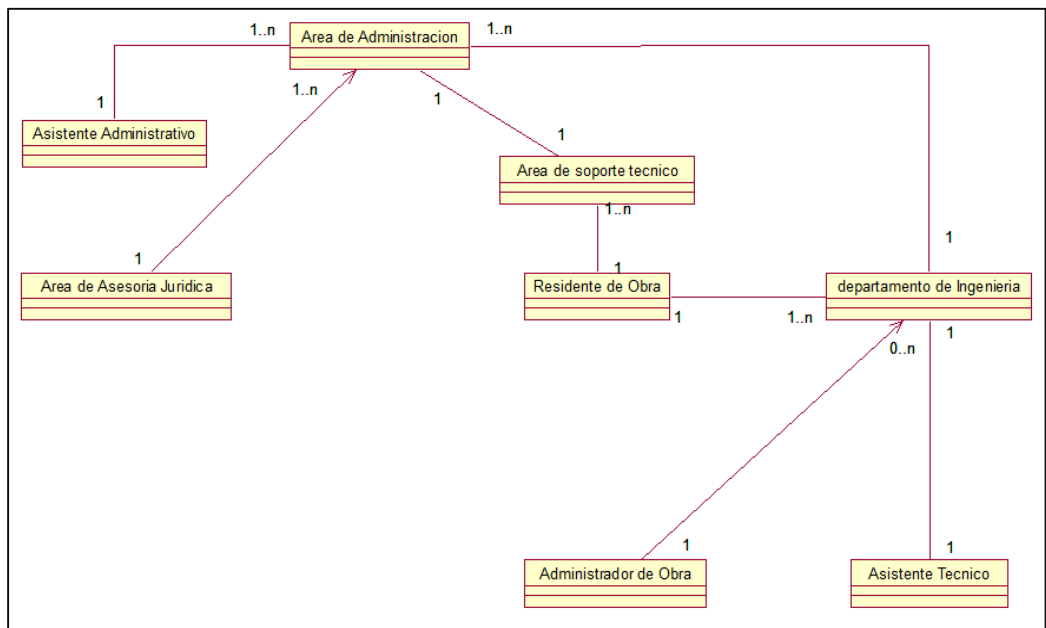 1..n
Area de Administracion
1..n
1..n
1
1
Asistente Administrativo
1
Area de soporte tecnico
1..n
1
1
1
Area de Asesoria Juridica
Residente de Obra
departamento de Ingenieria
1
1..n
1
0..n
1
1
Administrador de Obra
Asistente Tecnico